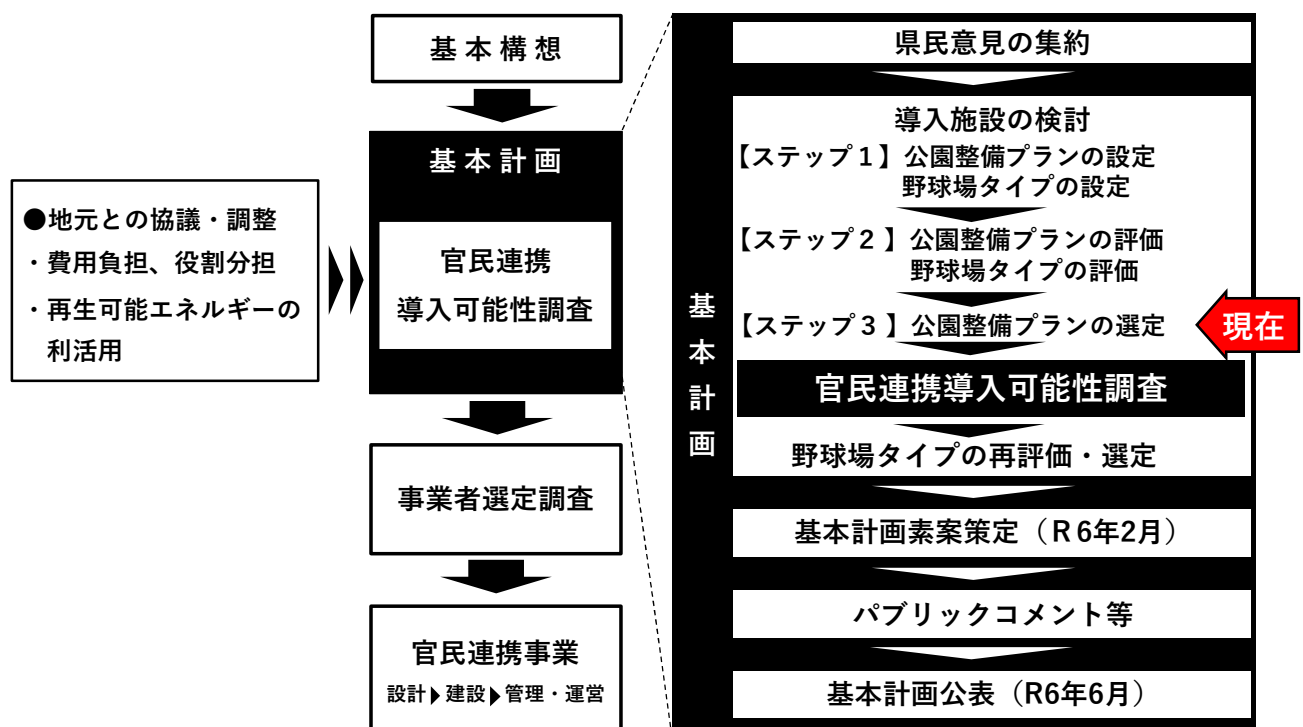 基本構想
基本計画
官民連携
導入可能性調査
●地元との協議・調整
・費用負担、役割分担
・再生可能エネルギーの
利活用
事業者選定調査
官民連携事業
設計▶建設▶管理・運営
基本計画
県民意見の集約
導入施設の検討
【ステップ１】公園整備プランの設定
野球場タイプの設定
【ステップ２】公園整備プランの評価
野球場タイプの評価
【ステップ３】公園整備プランの選定
現在
官民連携導入可能性調査
野球場タイプの再評価・選定
基本計画素案策定（Ｒ6年2月）
パブリックコメント等
基本計画公表（R6年6月）